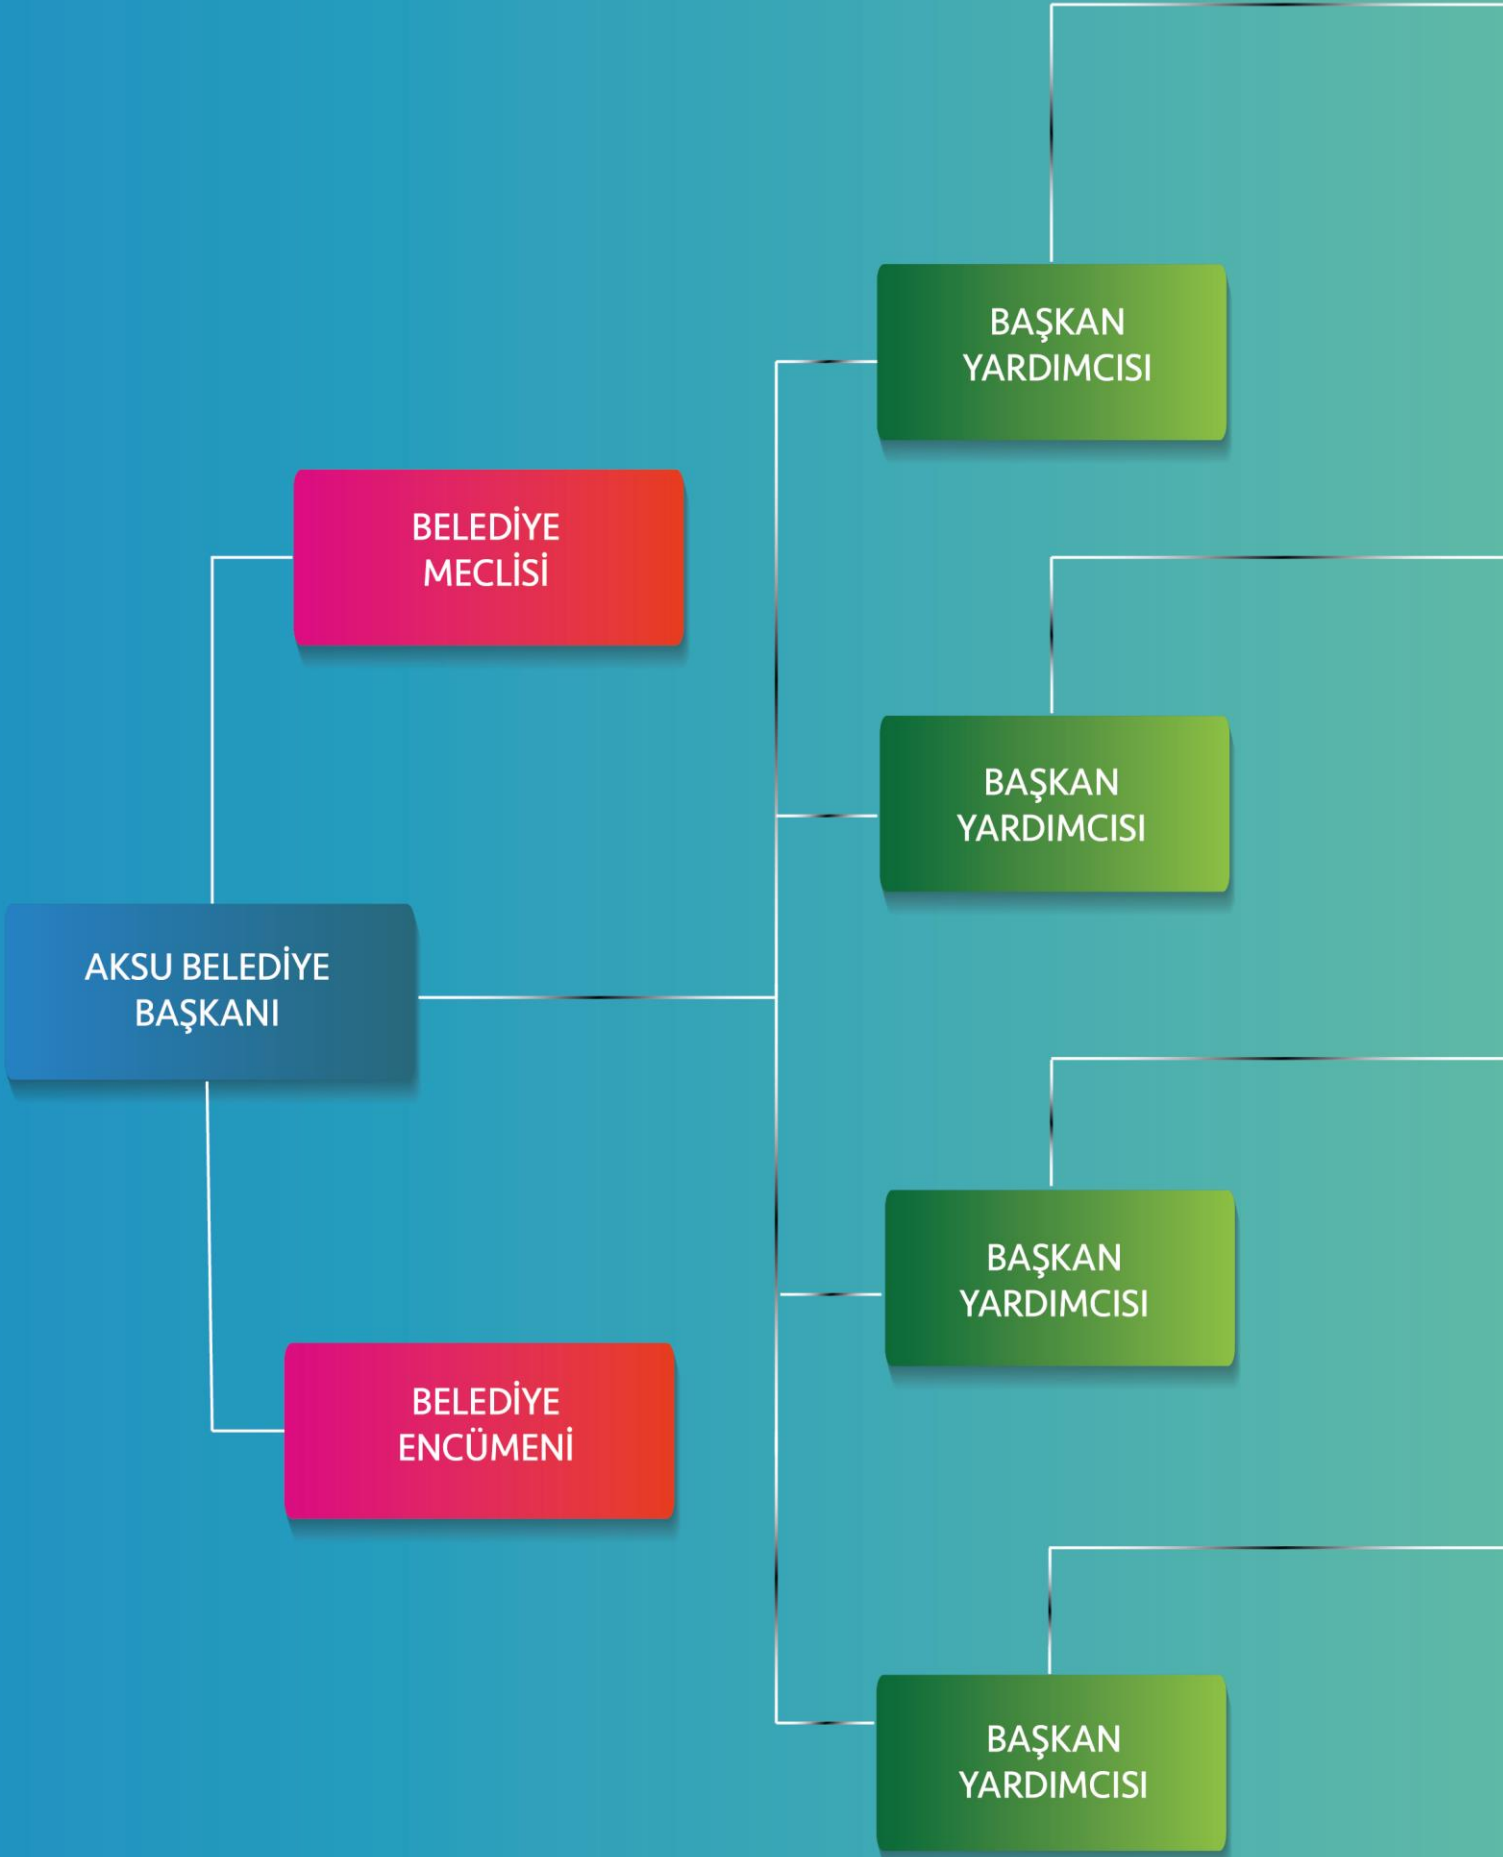 BAŞKAN
YARDIMCISI
BELEDİYE
MECLİSİ
BAŞKAN
YARDIMCISI
AKSU BELEDİYE
BAŞKANI
BAŞKAN
YARDIMCISI
BELEDİYE
ENCÜMENİ
BAŞKAN
YARDIMCISI